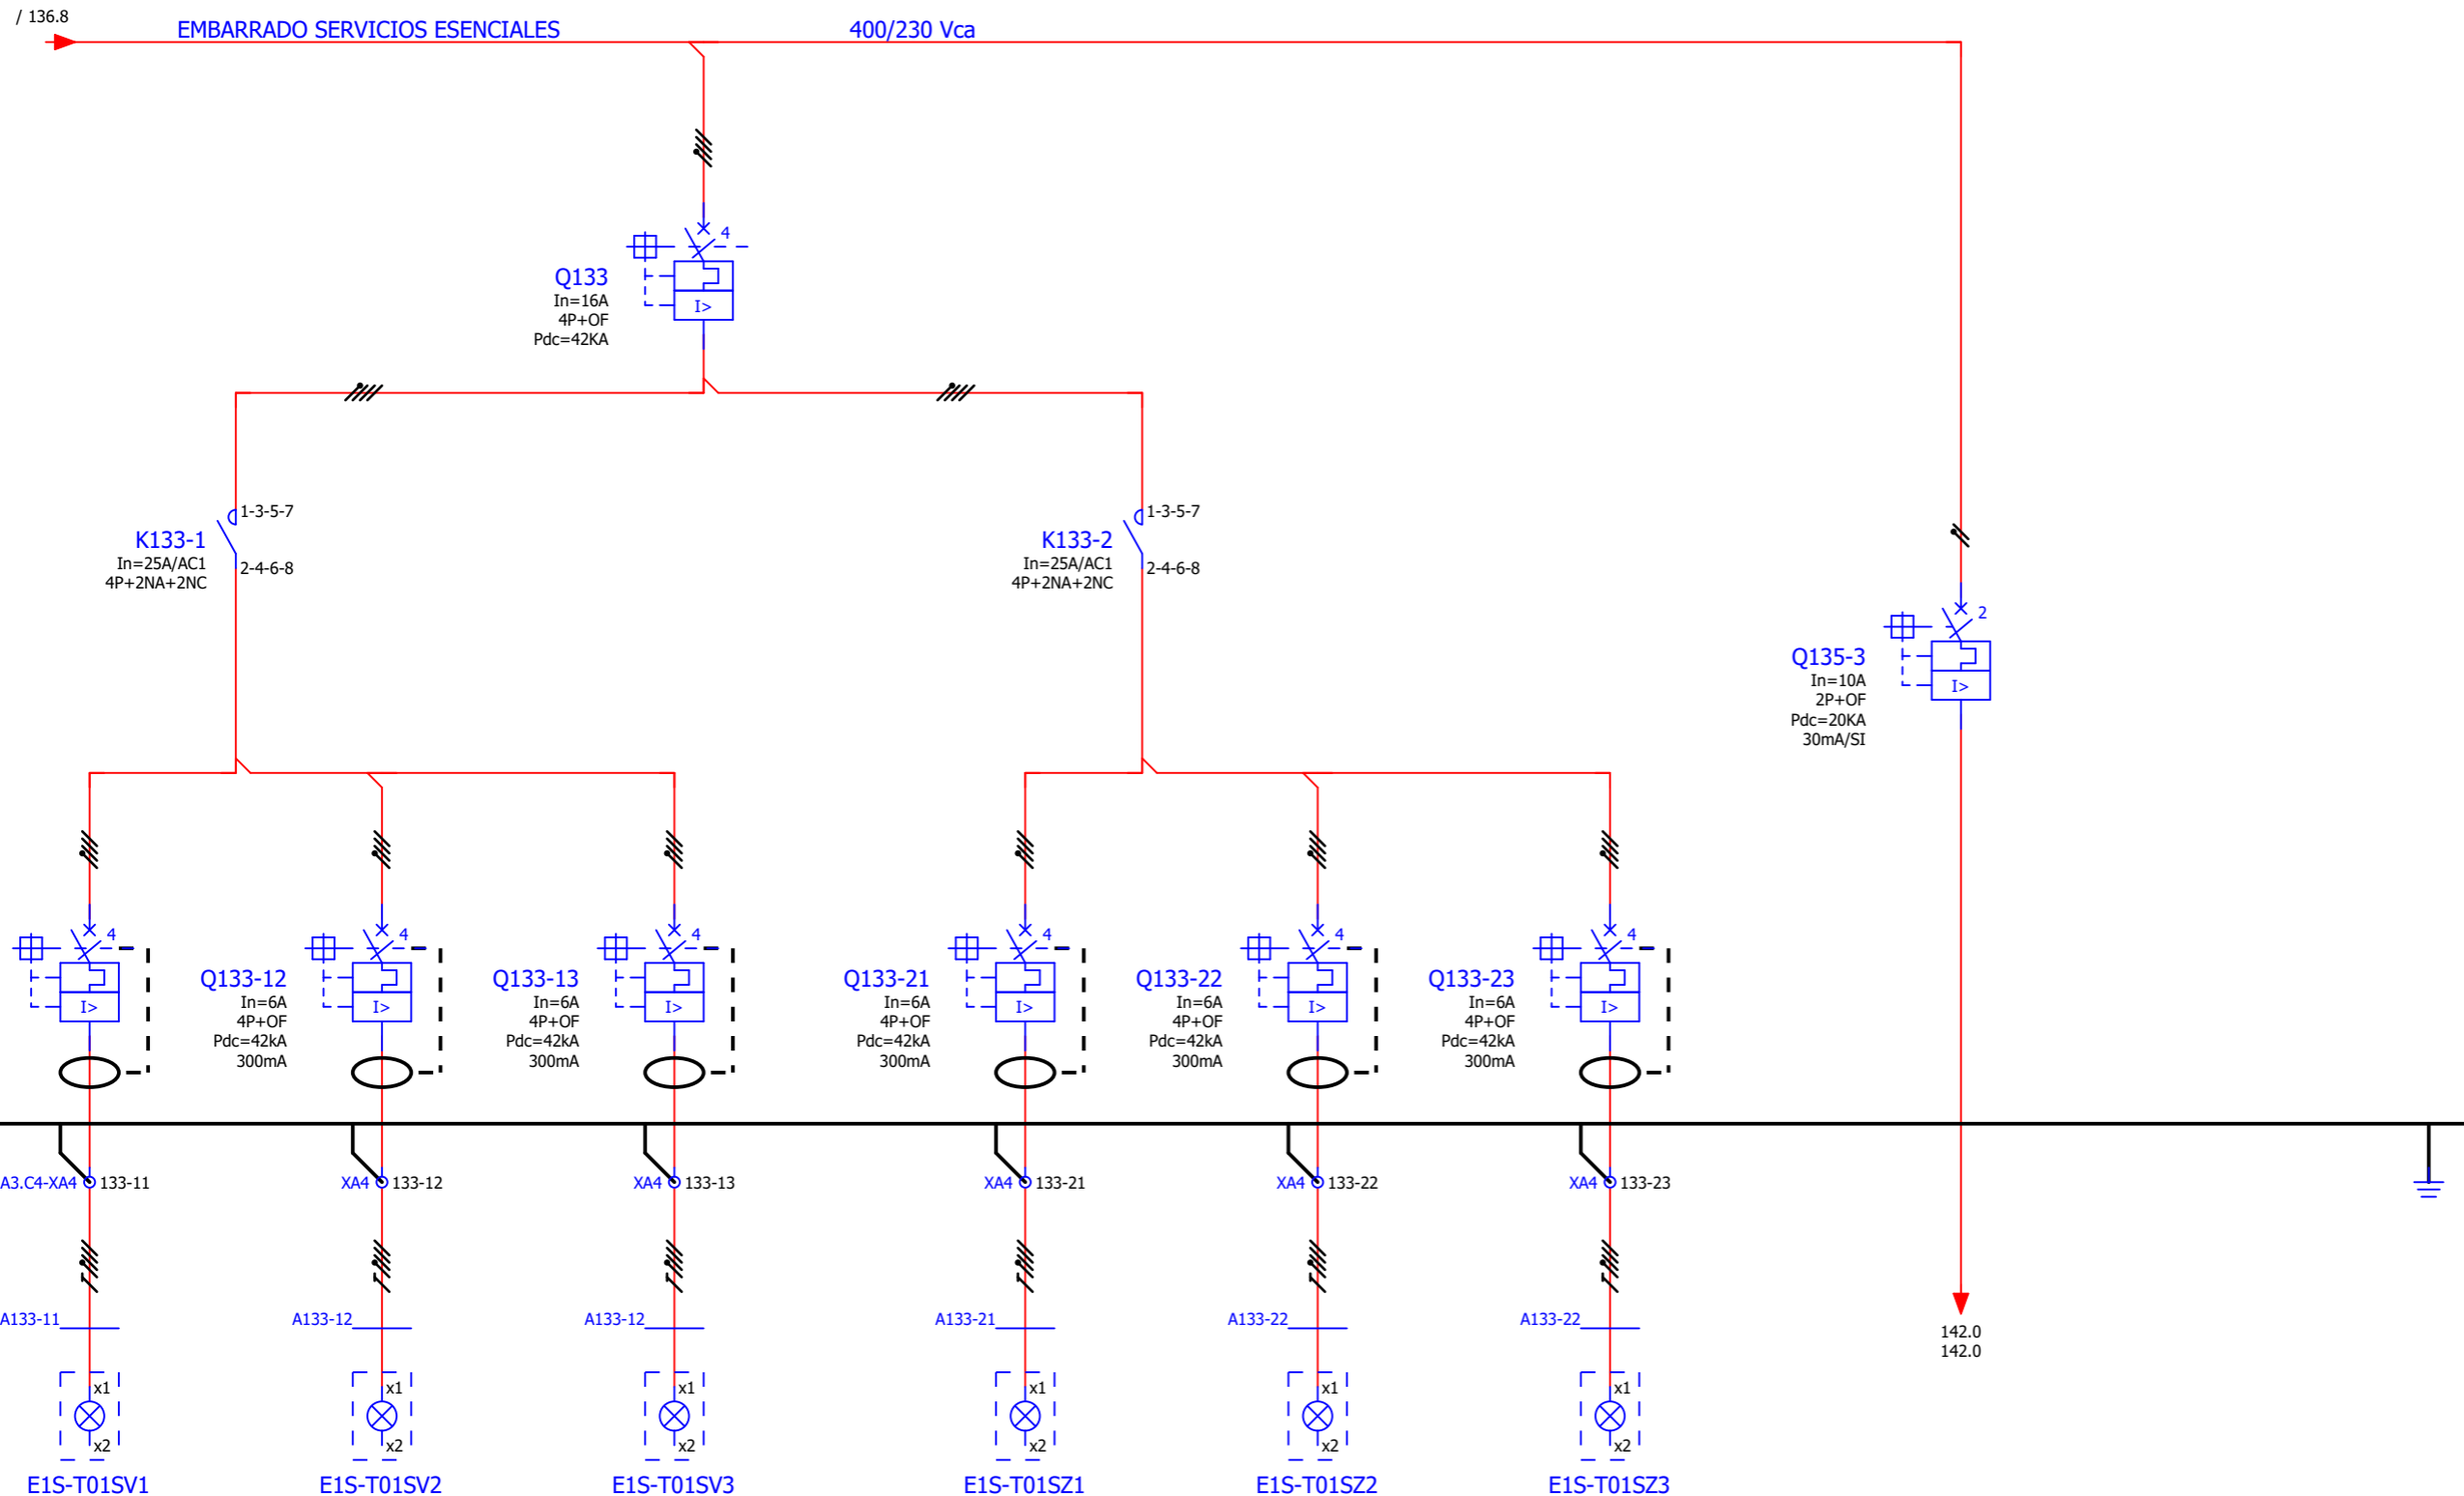 / 136.8
EMBARRADO SERVICIOS ESENCIALES
400/230 Vca
4
Q133
In=16A
4P+OF
Pdc=42KA
I>
1-3-5-7
K133-1
In=25A/AC1
4P+2NA+2NC
2-4-6-8
1-3-5-7
K133-2
In=25A/AC1
4P+2NA+2NC
2-4-6-8
2
Q135-3
In=10A
2P+OF
Pdc=20KA
30mA/SI
I>
4
I>
4
Q133-12
In=6A
4P+OF
Pdc=42kA
300mA
I>
4
Q133-13
In=6A
4P+OF
Pdc=42kA
300mA
I>
4
Q133-21
In=6A
4P+OF
Pdc=42kA
300mA
I>
4
Q133-22
In=6A
4P+OF
Pdc=42kA
300mA
I>
4
Q133-23
In=6A
4P+OF
Pdc=42kA
300mA
I>
A3.C4-XA4 133-11
XA4 133-12
XA4 133-13
XA4 133-21
XA4 133-22
XA4 133-23
A133-11
A133-12
A133-12
A133-21
A133-22
A133-22
142.0
142.0
x1
x2
x1
x2
x1
x2
x1
x2
x1
x2
x1
x2
E1S-T01SV1
E1S-T01SV2
E1S-T01SV3
E1S-T01SZ1
E1S-T01SZ2
E1S-T01SZ3